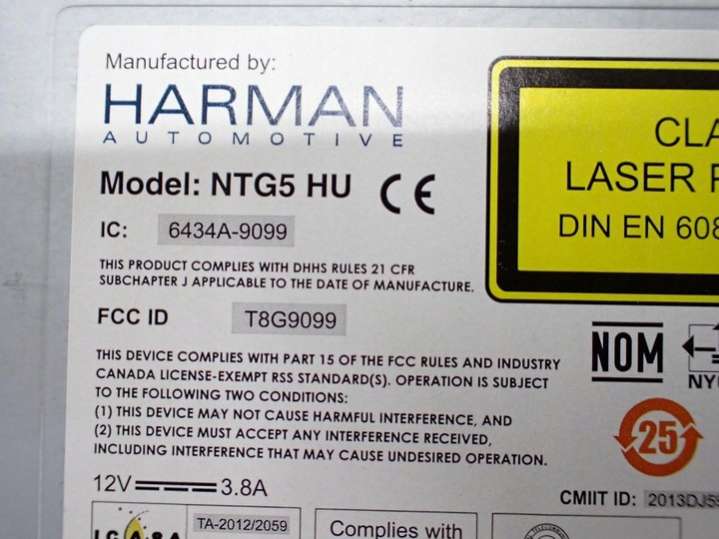 Manufactured by:
HARMAN
AUTOMOTIVE
Model: NTG5 HU CE
IC: 6434A-9099
THIS PRODUCT COMPLIES WITH DHHS RULES 21 CFR
SUBCHAPTER J APPLICABLE TO THE DATE OF MANUFACTURE.
FCC ID T8G9099
THIS DEVICE COMPLIES WITH PART 15 OF THE FCC RULES AND INDUSTRY
CANADA LICENSE-EXEMPT RSS STANDARD(S). OPERATION IS SUBJECT
TO THE FOLLOWING TWO CONDITIONS:
(1) THIS DEVICE MAY NOT CAUSE HARMFUL INTERFERENCE, AND
(2) THIS DEVICE MUST ACCEPT ANY INTERFERENCE RECEIVED,
INCLUDING INTERFERENCE THAT MAY CAUSE UNDESIRED OPERATION.
12V 3.8A
CLA
LASER
DIN EN 608
NOM
NYC
25
CMIIT ID: 2013DJ55
ICASA
TA-2012/2059
Complies with